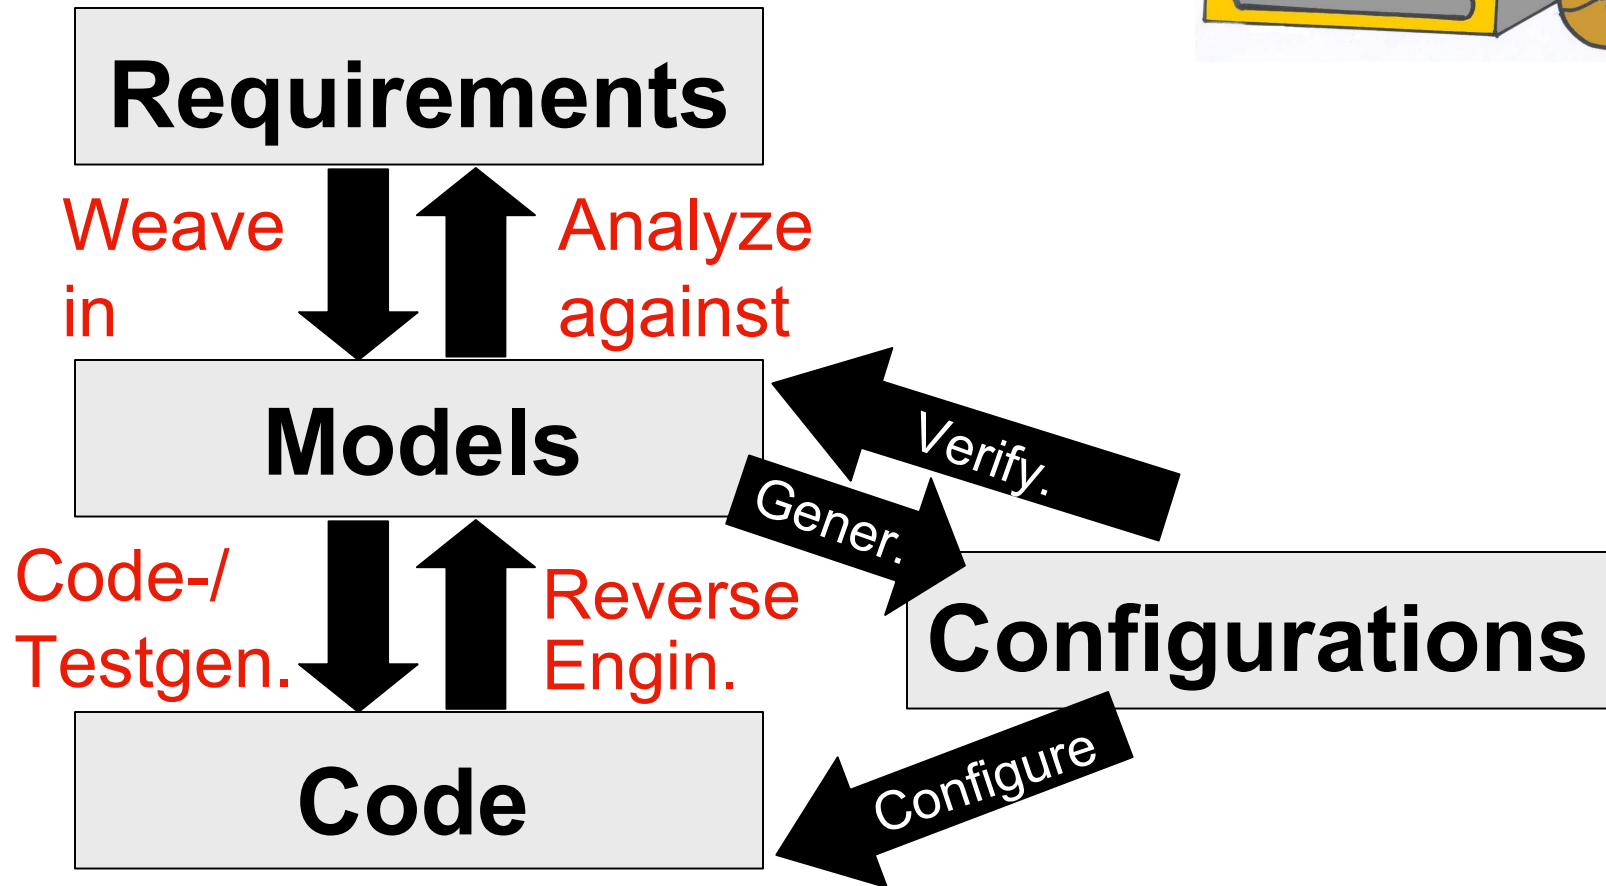 Requirements
Weave
in
Analyze
against
Models
Verify.
Gener.
Code-/
Testgen.
Reverse
Engin.
Configurations
Configure
Code